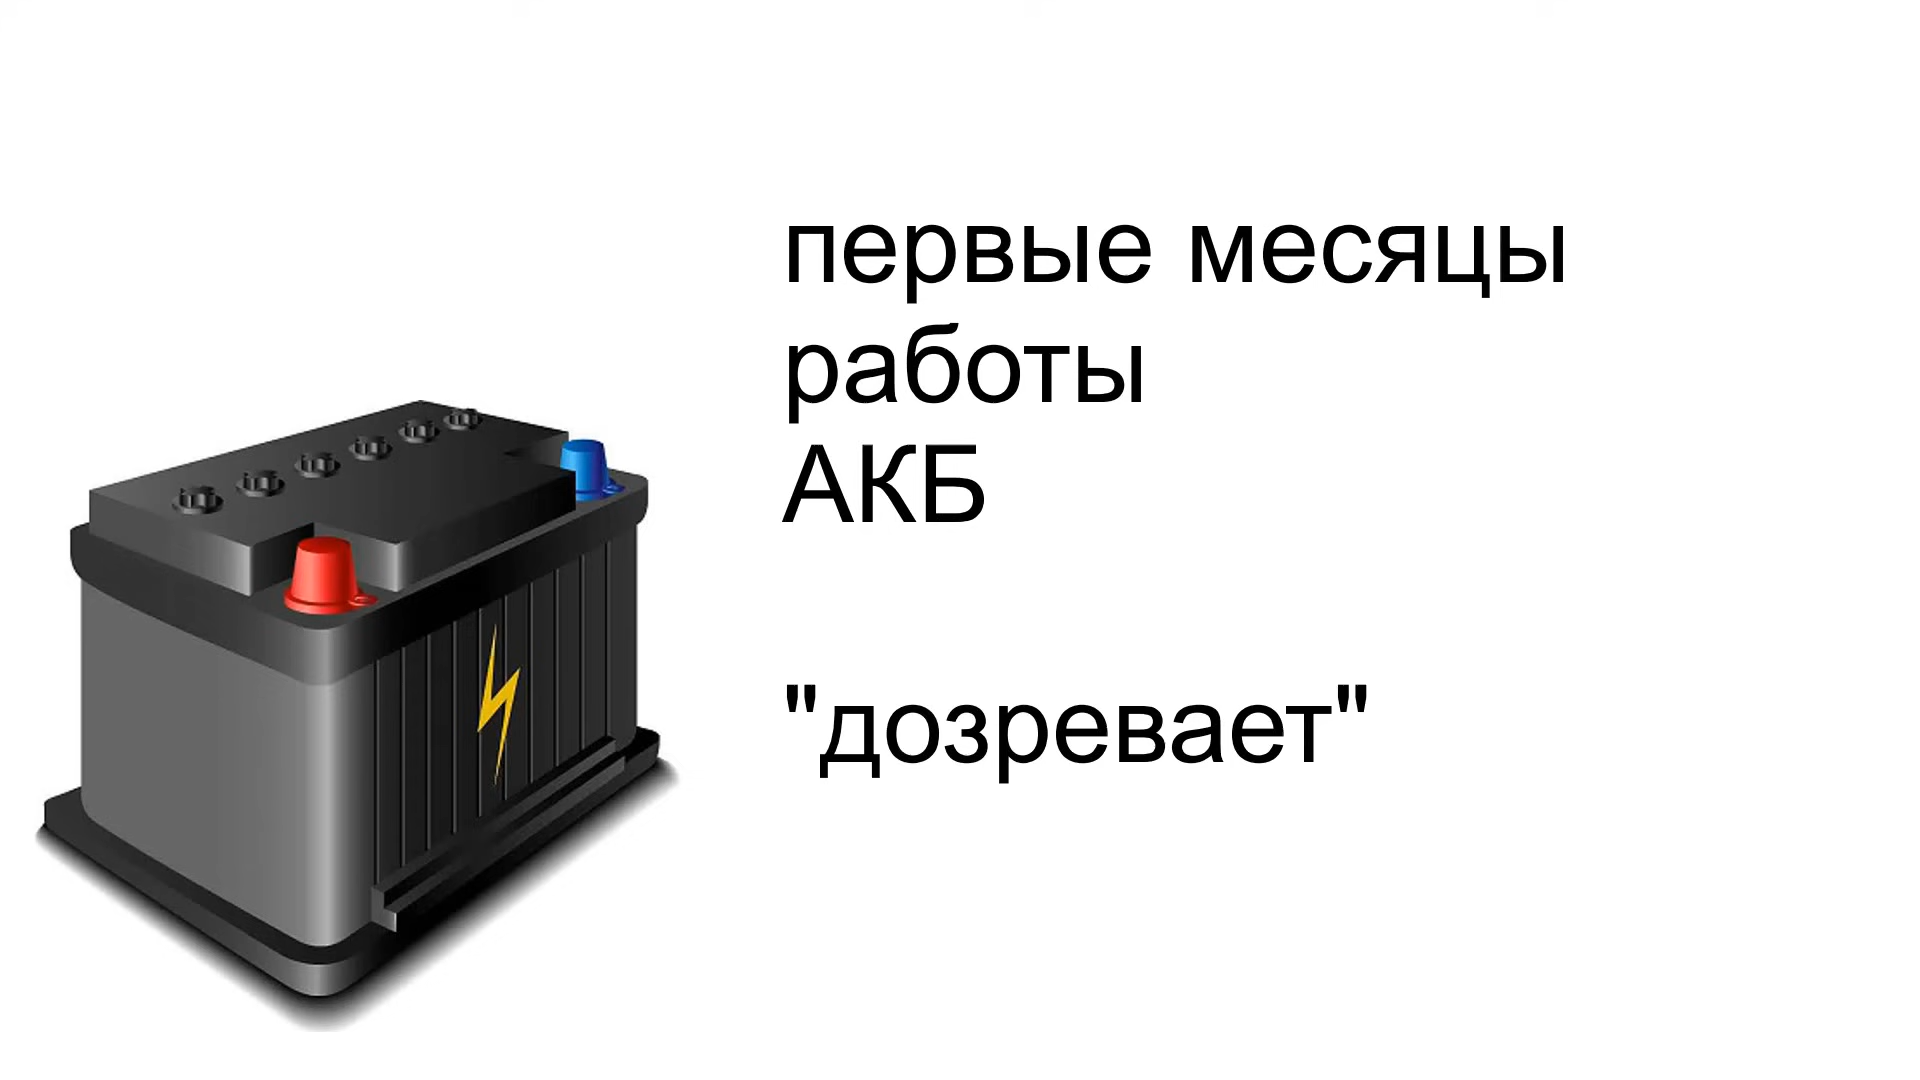 первые месяцы
работы
АКБ
"дозревает"